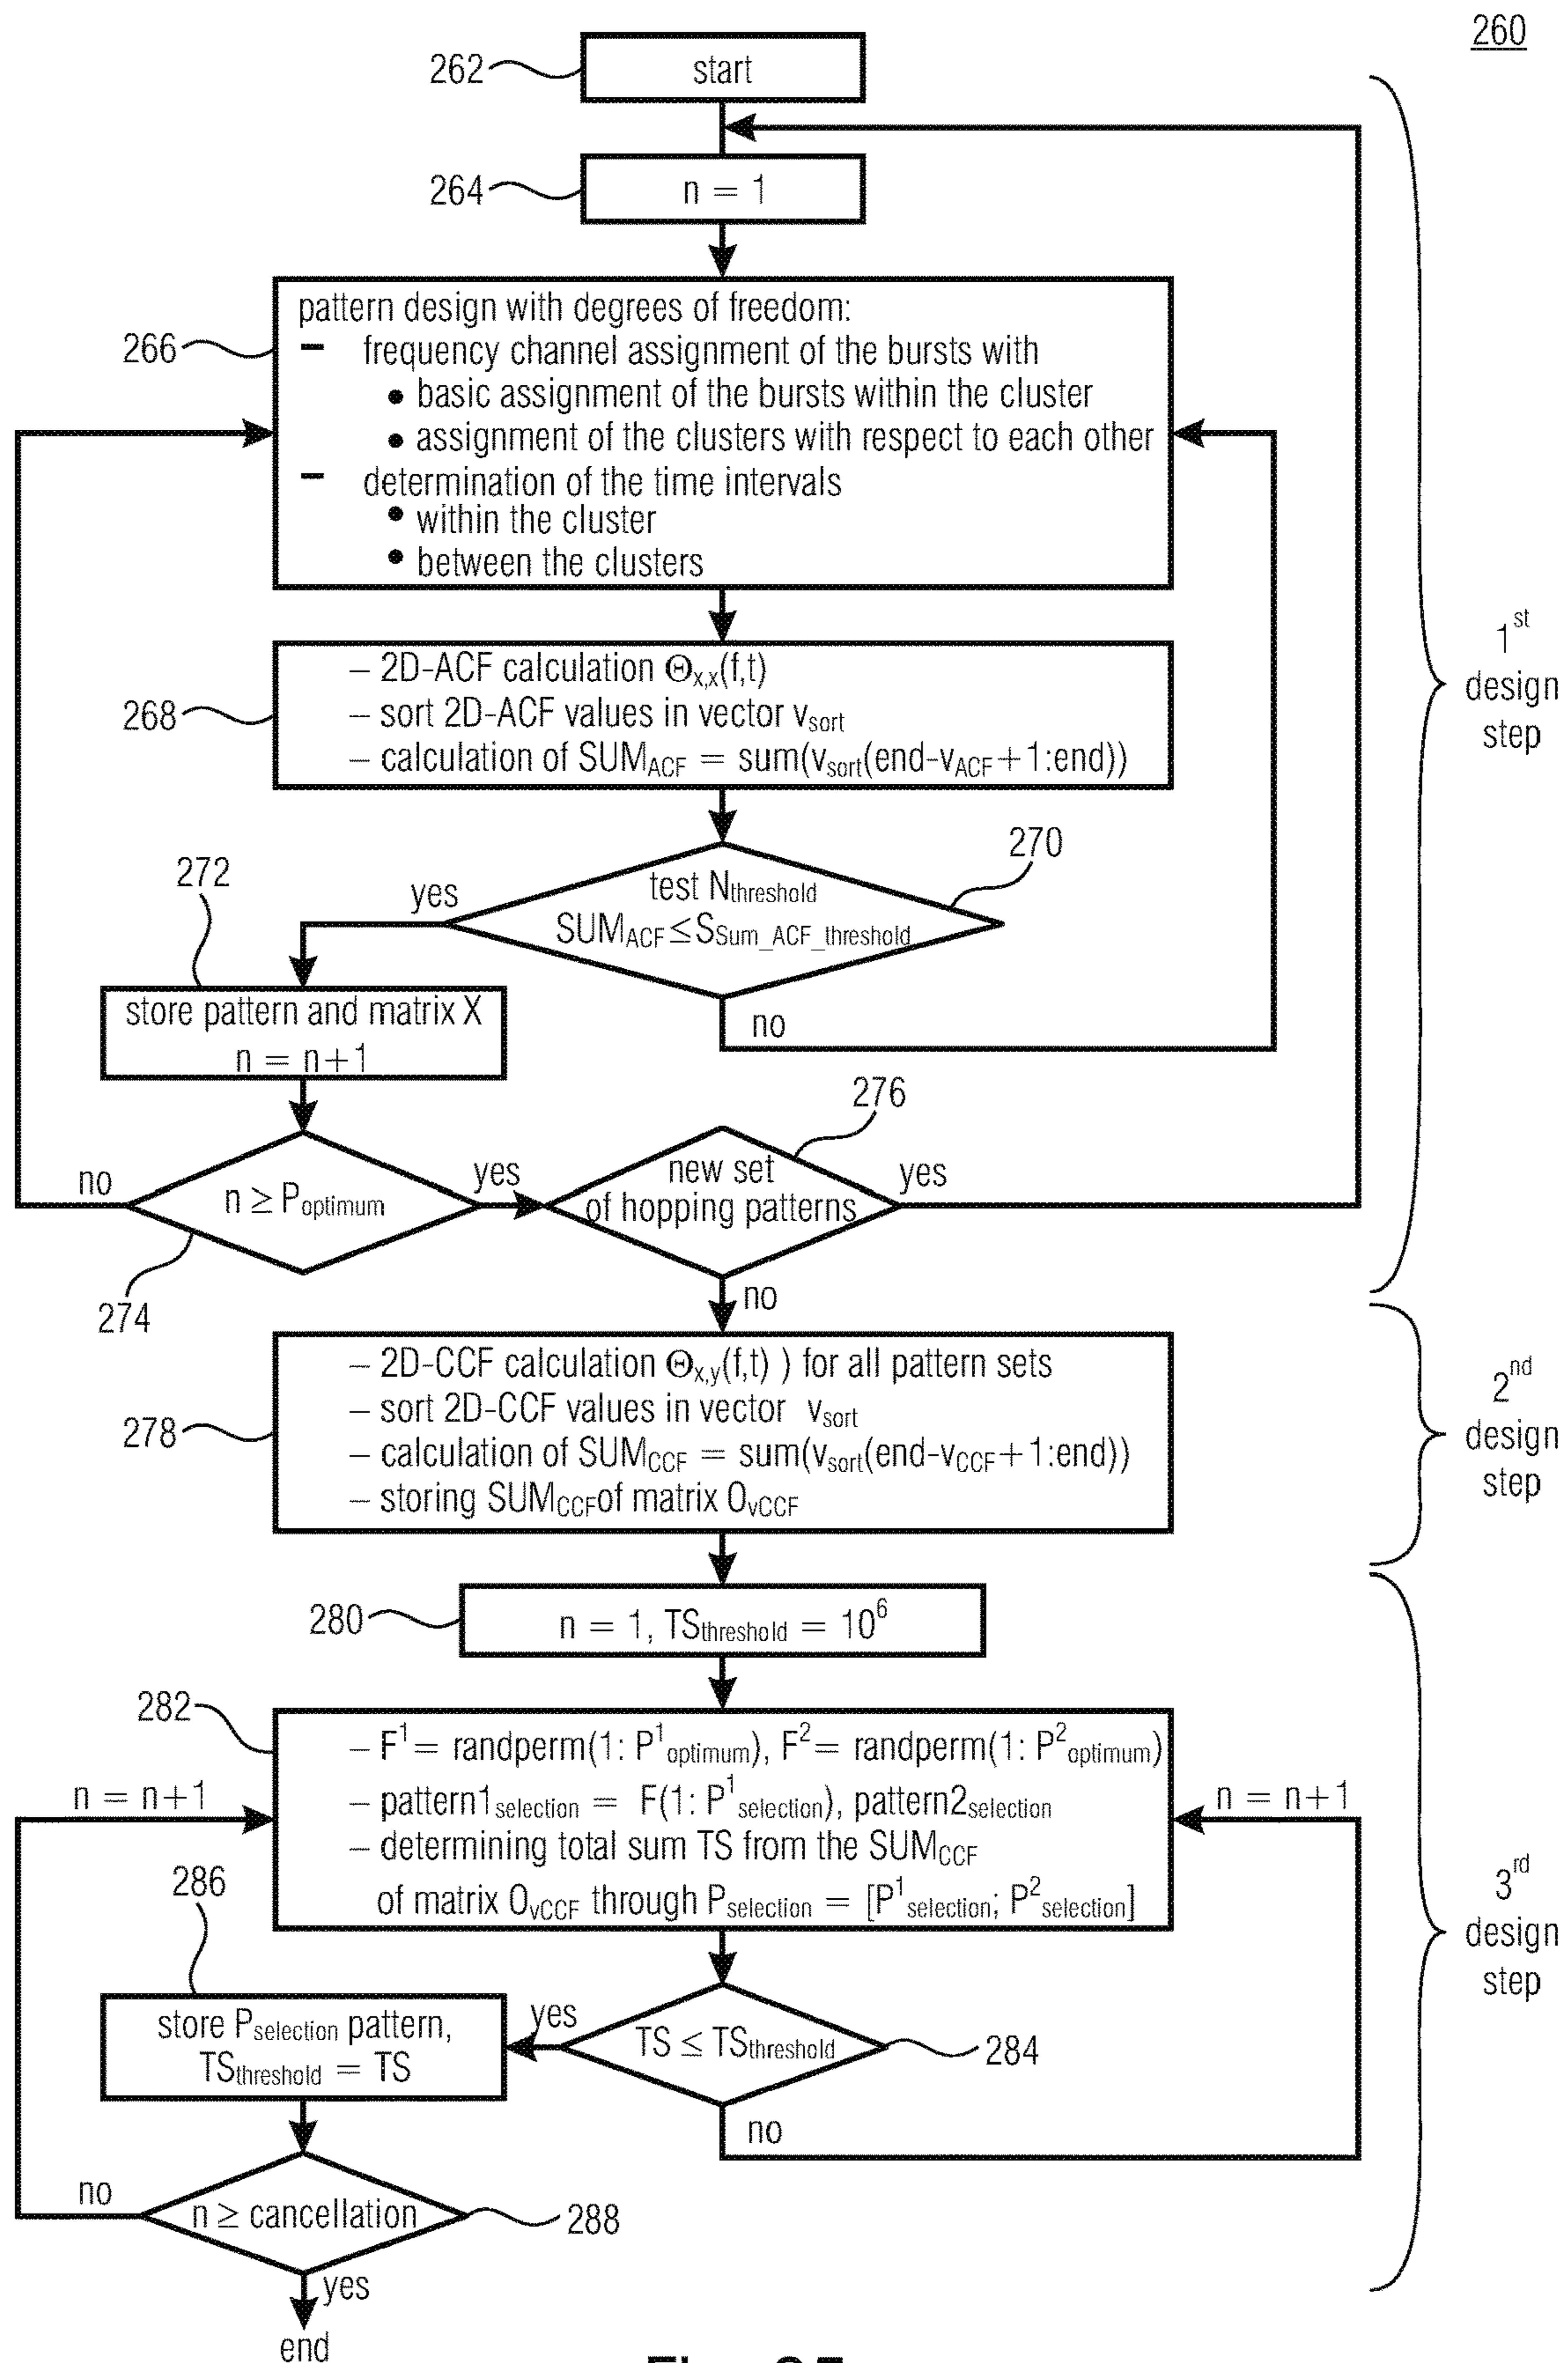 260
262
start
264
n = 1
266
pattern design with degrees of freedom:
– frequency channel assignment of the bursts with
• basic assignment of the bursts within the cluster
• assignment of the clusters with respect to each other
– determination of the time intervals
• within the cluster
• between the clusters
1st
design
step
268
– 2D-ACF calculation Θx,x(f,t)
– sort 2D-ACF values in vector vsort
– calculation of SUMACF = sum(vsort(end-vACF+1:end))
270
test Nthreshold
SUMACF≤SSum_ACF_threshold
yes
no
272
store pattern and matrix X
n = n+1
274
n ≥ Poptimum
no
yes
276
new set
of hopping patterns
yes
no
278
– 2D-CCF calculation Θx,y(f,t) ) for all pattern sets
– sort 2D-CCF values in vector vsort
– calculation of SUMCCF = sum(vsort(end-vCCF+1:end))
– storing SUMCCFof matrix OvCCF
2nd
design
step
280
n = 1, TSthreshold = 10^6
282
– F^1 = randperm(1: P^1optimum), F^2 = randperm(1: P^2optimum)
– pattern1selection = F(1: P^1selection), pattern2selection
– determining total sum TS from the SUMCCF
of matrix OvCCF through Pselection = [P^1selection; P^2selection]
n = n+1
n = n+1
3rd
design
step
286
store Pselection pattern,
TSthreshold = TS
yes
TS ≤ TSthreshold
284
no
no
n ≥ cancellation
288
yes
end